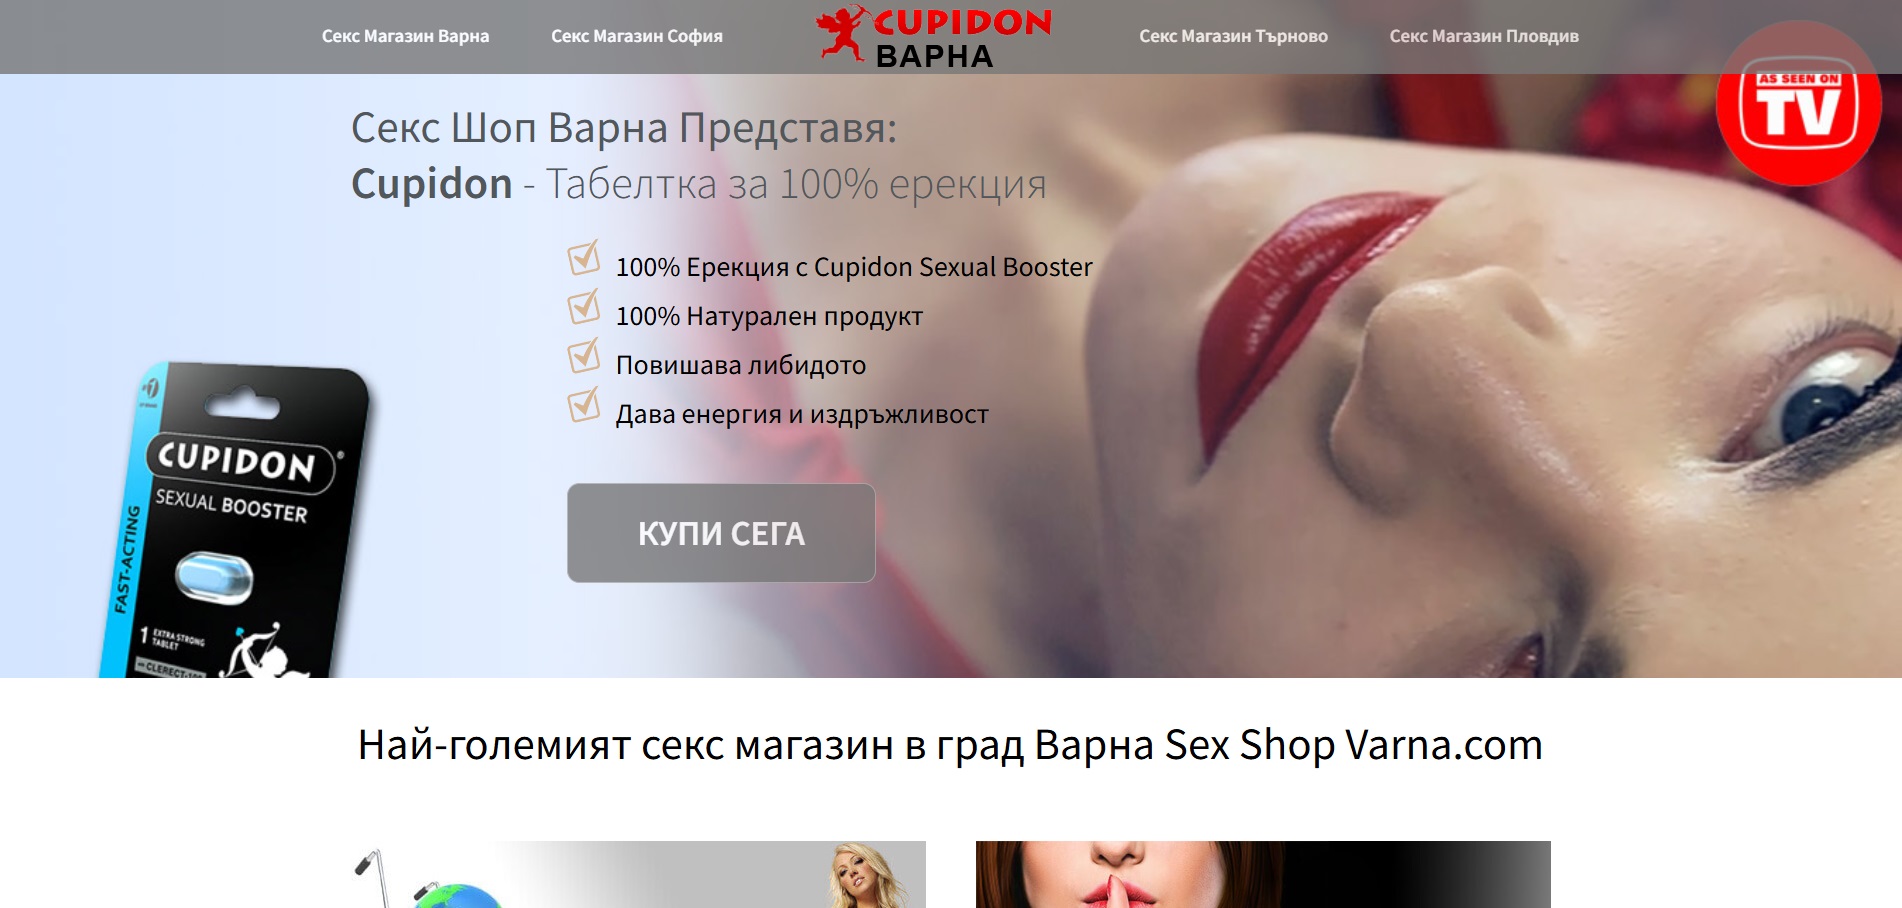 Секс Магазин Варна
Секс Магазин София
CUPIDON
ВАРНА
Секс Магазин Търново
Секс Магазин Пловдив
AS SEEN ON
TV
Секс Шоп Варна Представя:
Cupidon - Табелтка за 100% ерекция
100% Ерекция с Cupidon Sexual Booster
100% Натурален продукт
Повишава либидото
Дава енергия и издръжливост
КУПИ СЕГА
CUPIDON®
SEXUAL BOOSTER
FAST-ACTING
1 EXTRA STRONG
TABLET
Най-големият секс магазин в град Варна Sex Shop Varna.com